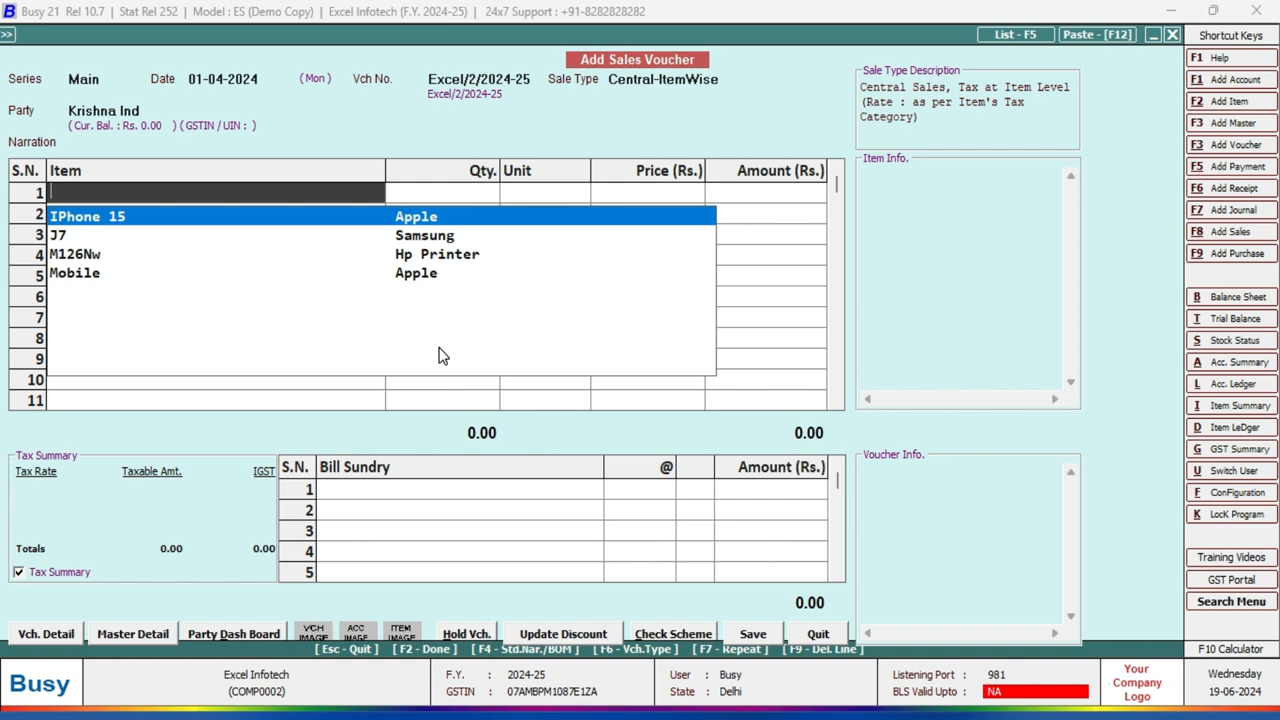 Busy 21 Rel 10.7 | Stat Rel 252 | Model : ES (Demo Copy) | Excel Infotech (F.Y. 2024-25) | 24x7 Support : +91-8282828282
>> List - F5 Paste - [F12] Shortcut Keys
Add Sales Voucher
Series Main Date 01-04-2024 (Mon) Vch No. Excel/2/2024-25 Sale Type Central-ItemWise
Excel/2/2024-25
Party Krishna Ind
( Cur. Bal. : Rs. 0.00 ) ( GSTIN / UIN : )
Narration
Sale Type Description
Central Sales, Tax at Item Level
(Rate : as per Item's Tax
Category)
S.N. Item Qty. Unit Price (Rs.) Amount (Rs.)
1
2 IPhone 15 Apple
3 J7 Samsung
4 M126Nw Hp Printer
5 Mobile Apple
6
7
8
9
10
11
0.00 0.00
Item Info.
Tax Summary
Tax Rate Taxable Amt. IGST
Totals 0.00 0.00
Tax Summary
S.N. Bill Sundry @ Amount (Rs.)
1
2
3
4
5
0.00
Voucher Info.
Vch. Detail Master Detail Party Dash Board VCH IMAGE ACC IMAGE ITEM IMAGE Hold Vch. Update Discount Check Scheme Save Quit
[ Esc - Quit ] [ F2 - Done ] [ F4 - Std.Nar./BOM ] [ F6 - Vch.Type ] [ F7 - Repeat ] [ F9 - Del. Line ]
F1 Help
F1 Add Account
F2 Add Item
F3 Add Master
F3 Add Voucher
F5 Add Payment
F6 Add Receipt
F7 Add Journal
F8 Add Sales
F9 Add Purchase
B Balance Sheet
T Trial Balance
S Stock Status
A Acc. Summary
L Acc. Ledger
I Item Summary
D Item LeDger
G GST Summary
U Switch User
F ConFiguration
K LocK Program
Training Videos
GST Portal
Search Menu
F10 Calculator
Busy
Excel Infotech
(COMP0002)
F.Y. : 2024-25
GSTIN : 07AMBPM1087E1ZA
User : Busy
State : Delhi
Listening Port : 981
BLS Valid Upto : NA
Your
Company
Logo
Wednesday
19-06-2024